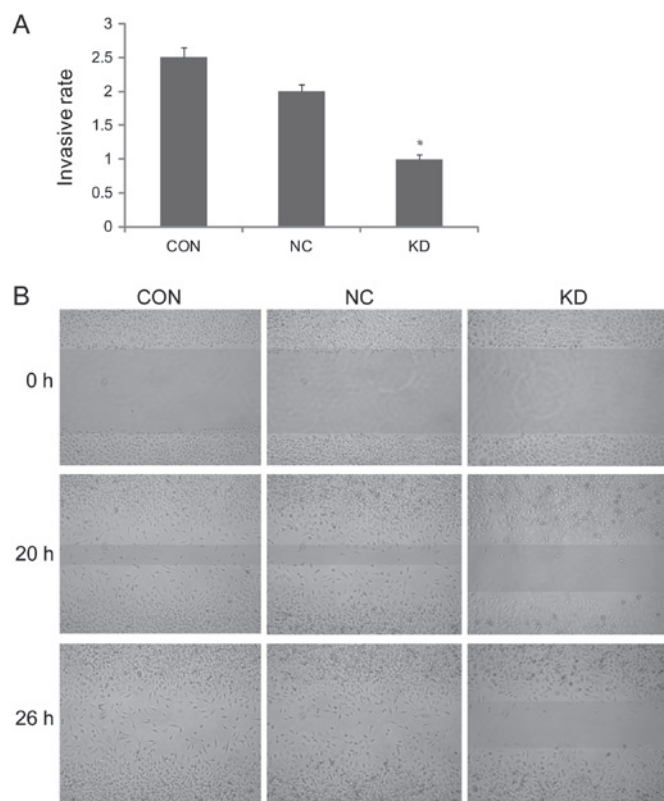 A
Invasive rate
3
2.5
2
1.5
1
0.5
0
*
CON NC KD
B
CON NC KD
0 h
20 h
26 h